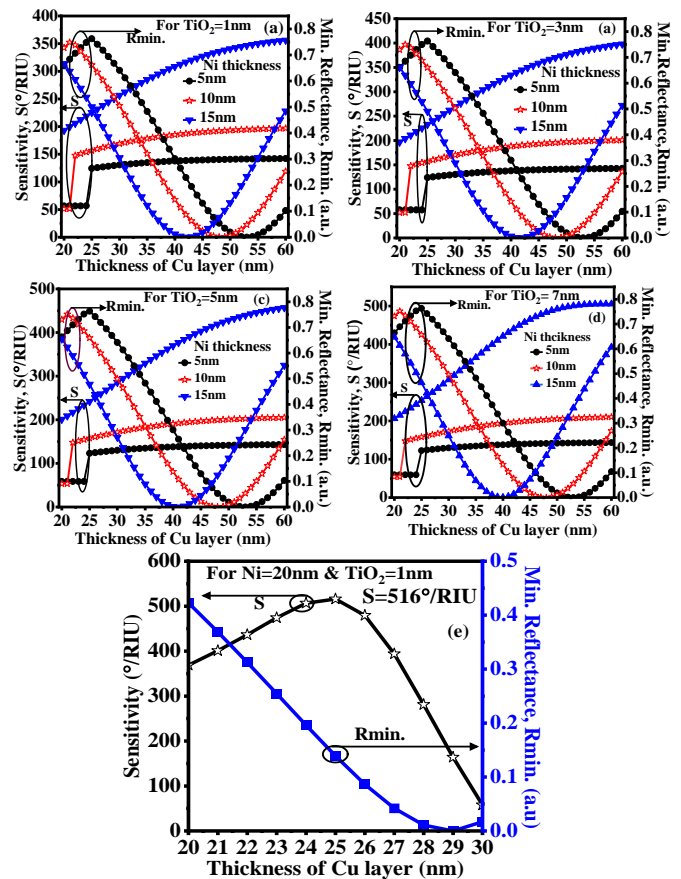 For TiO2=1nm (a)
Rmin.
Ni thickness
5nm
10nm
15nm
S
Sensitivity, S(°/RIU)
400
350
300
250
200
150
100
50
0
Min. Reflectance, Rmin. (a.u.)
0.8
0.7
0.6
0.5
0.4
0.3
0.2
0.1
0.0
20 25 30 35 40 45 50 55 60
Thickness of Cu layer (nm)
For TiO2=3nm (a)
Rmin.
Ni thickness
5nm
10nm
15nm
S
Sensitivity, S(°/RIU)
450
400
350
300
250
200
150
100
50
0
Min.Reflectance, Rmin. (a.u.)
0.8
0.7
0.6
0.5
0.4
0.3
0.2
0.1
0.0
20 25 30 35 40 45 50 55 60
Thickness of Cu layer (nm)
For TiO2=5nm (c)
Rmin.
Ni thickness
5nm
10nm
15nm
S
Sensitivity, S (°/RIU)
500
400
300
200
100
0
Min. Reflectance, Rmin. (a.u.)
0.8
0.7
0.6
0.5
0.4
0.3
0.2
0.1
0.0
20 25 30 35 40 45 50 55 60
Thickness of Cu layer (nm)
For TiO2= 7nm
(d)
Rmin.
Ni thcikness
5nm
10nm
15nm
S
Sensitivity, S (°/RIU)
500
400
300
200
100
0
Min. Reflectance, Rmin. (a.u.)
0.8
0.7
0.6
0.5
0.4
0.3
0.2
0.1
0.0
20 25 30 35 40 45 50 55 60
Thickness of Cu layer (nm)
For Ni=20nm & TiO2=1nm
S=516°/RIU
S
(e)
Rmin.
Sensitivity (°/RIU)
600
500
400
300
200
100
0
Min. Reflectance, Rmin. (a.u)
0.5
0.4
0.3
0.2
0.1
0.0
20 21 22 23 24 25 26 27 28 29 30
Thickness of Cu layer (nm)